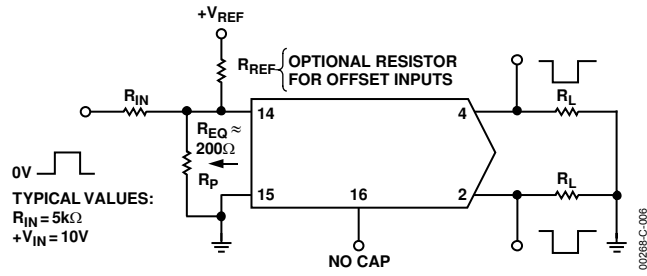 +VREF
RREF
OPTIONAL RESISTOR
FOR OFFSET INPUTS
RIN
14
4
RL
REQ ≈
200Ω
0V
RP
15
16
2
RL
TYPICAL VALUES:
RIN = 5kΩ
+VIN = 10V
NO CAP
00268-C-006